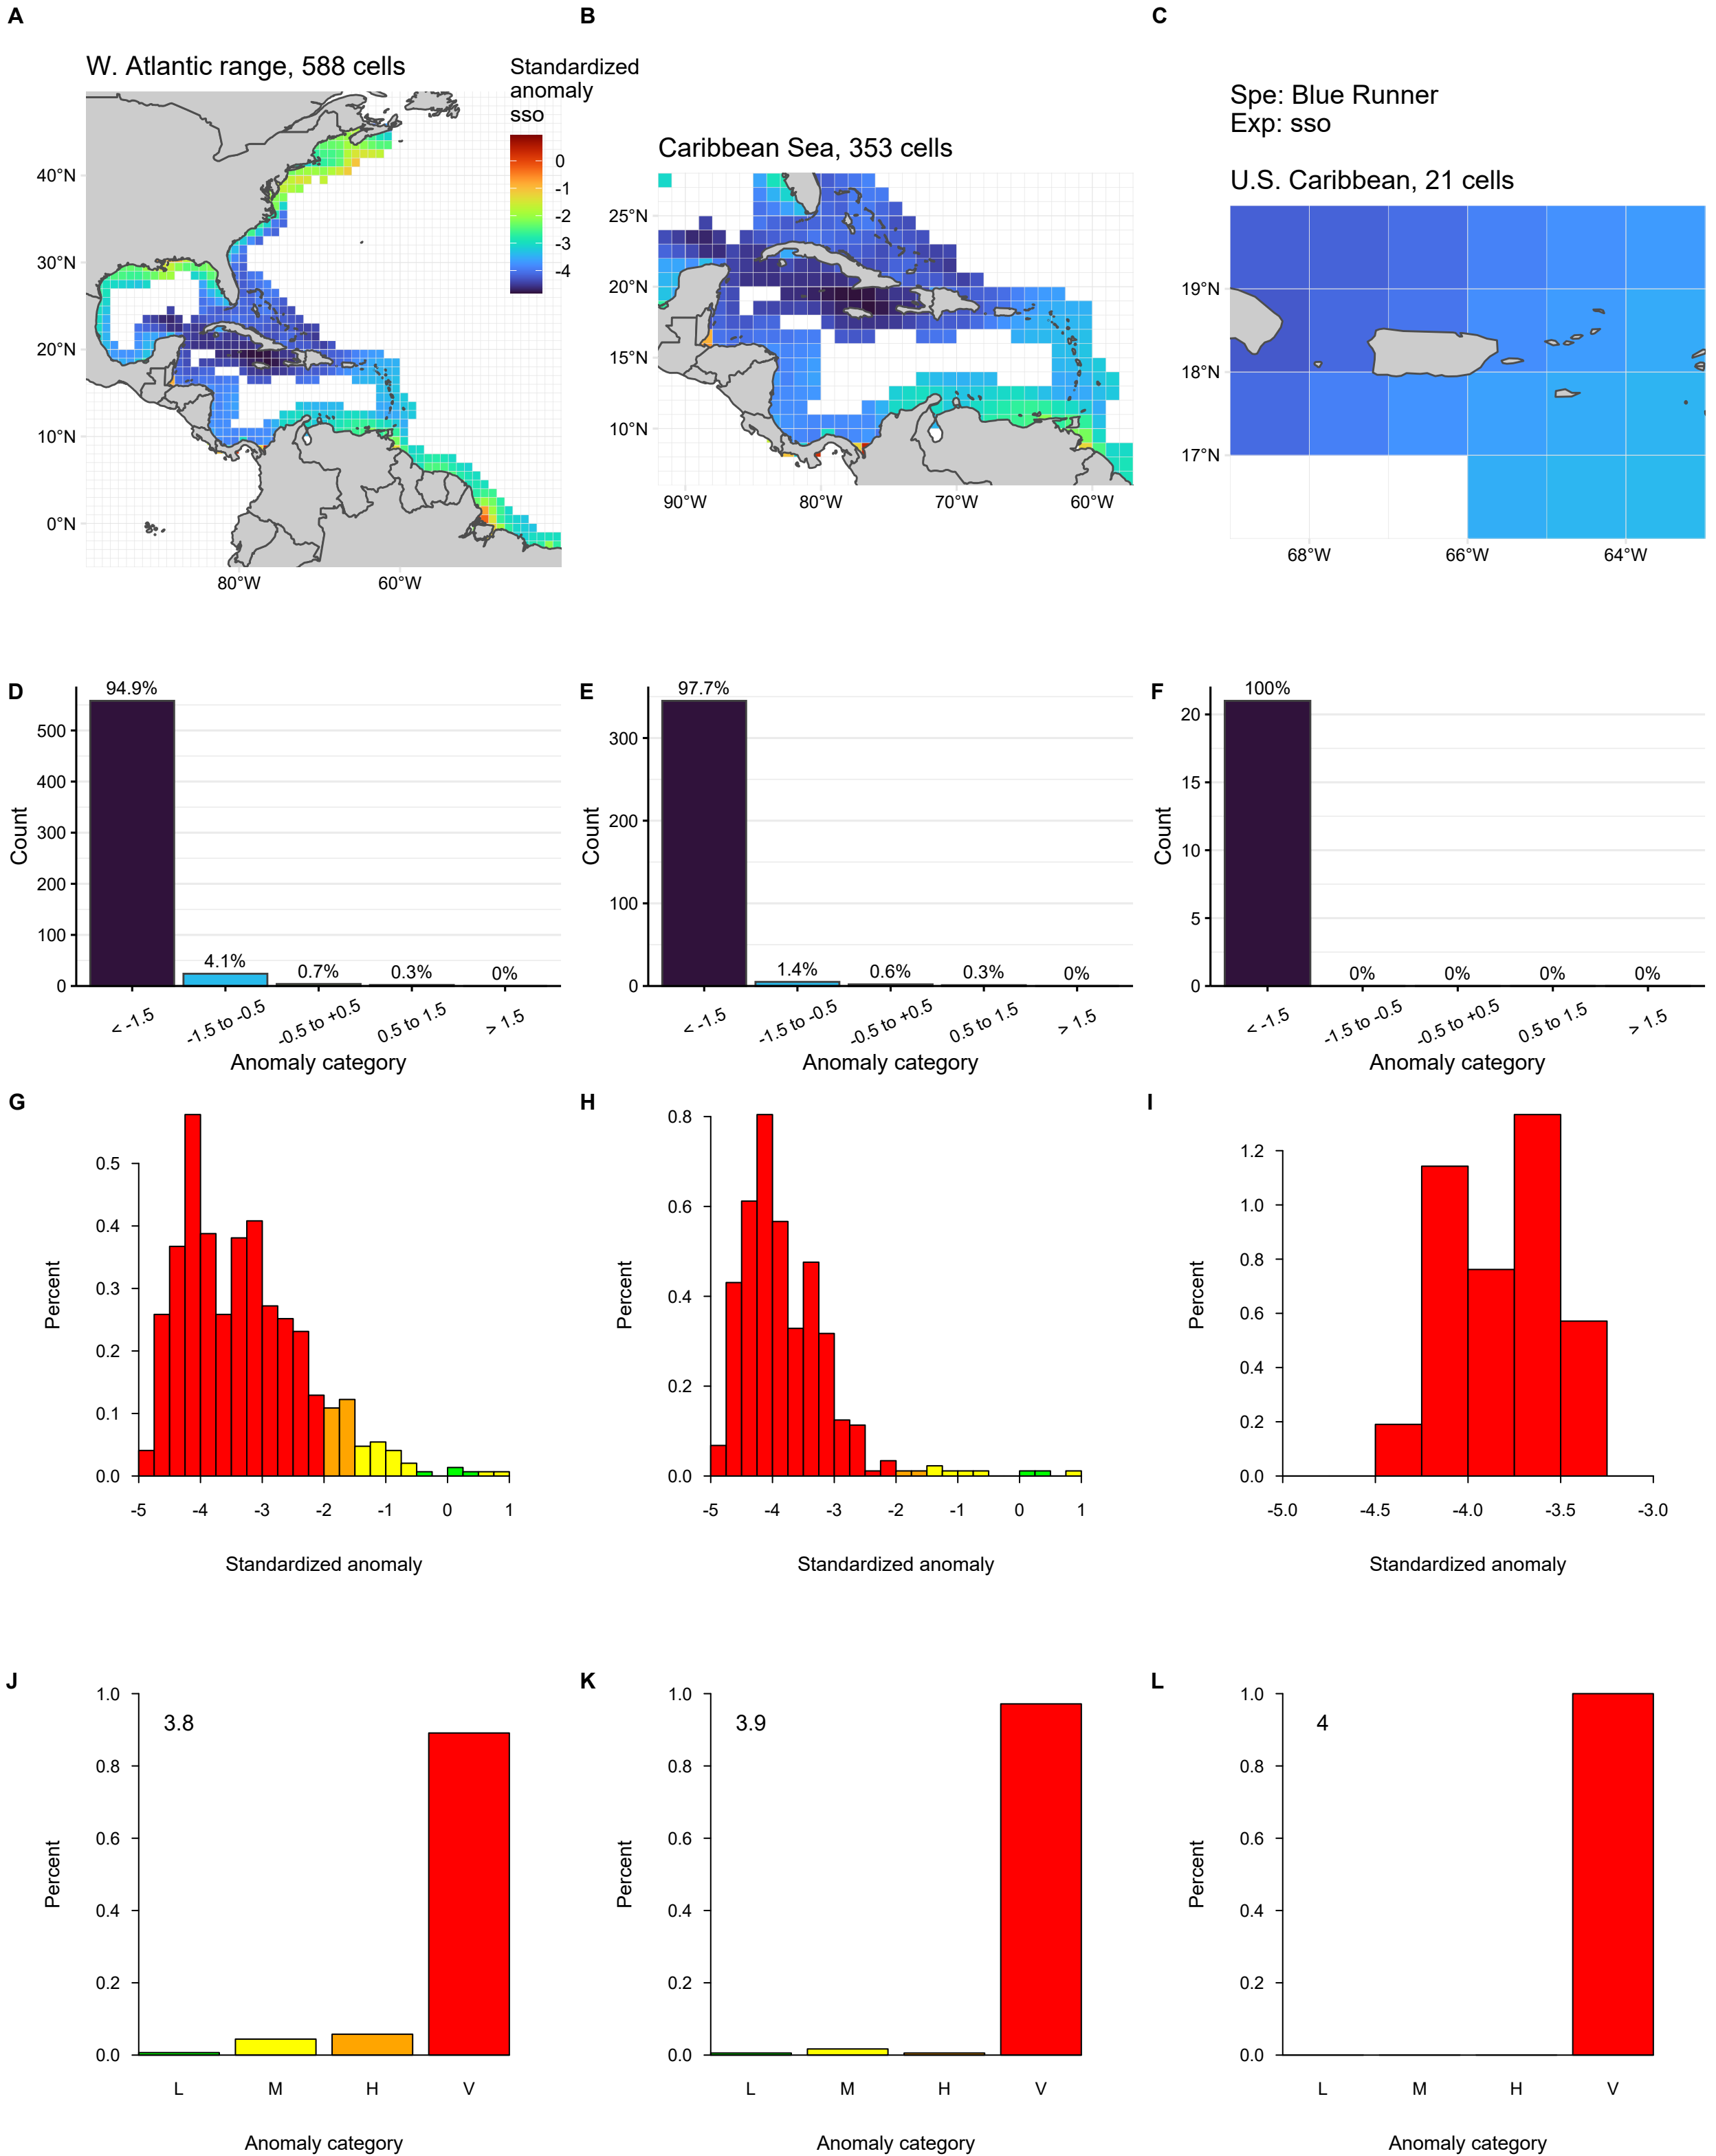 A
B
C
W. Atlantic range, 588 cells
Standardized
anomaly
sso
0
-1
-2
-3
-4
40°N
30°N
20°N
10°N
0°N
80°W
60°W
Caribbean Sea, 353 cells
25°N
20°N
15°N
10°N
90°W
80°W
70°W
60°W
Spe: Blue Runner
Exp: sso
U.S. Caribbean, 21 cells
19°N
18°N
17°N
68°W
66°W
64°W
D
94.9%
4.1%
0.7%
0.3%
0%
Count
500
400
300
200
100
0
< -1.5
-1.5 to -0.5
-0.5 to +0.5
0.5 to 1.5
> 1.5
Anomaly category
E
97.7%
1.4%
0.6%
0.3%
0%
Count
300
200
100
0
< -1.5
-1.5 to -0.5
-0.5 to +0.5
0.5 to 1.5
> 1.5
Anomaly category
F
100%
0%
0%
0%
0%
Count
20
15
10
5
0
< -1.5
-1.5 to -0.5
-0.5 to +0.5
0.5 to 1.5
> 1.5
Anomaly category
G
Percent
0.5
0.4
0.3
0.2
0.1
0.0
-5
-4
-3
-2
-1
0
1
Standardized anomaly
H
Percent
0.8
0.6
0.4
0.2
0.0
-5
-4
-3
-2
-1
0
1
Standardized anomaly
I
Percent
1.2
1.0
0.8
0.6
0.4
0.2
0.0
-5.0
-4.5
-4.0
-3.5
-3.0
Standardized anomaly
J
3.8
Percent
1.0
0.8
0.6
0.4
0.2
0.0
L
M
H
V
Anomaly category
K
3.9
Percent
1.0
0.8
0.6
0.4
0.2
0.0
L
M
H
V
Anomaly category
L
4
Percent
1.0
0.8
0.6
0.4
0.2
0.0
L
M
H
V
Anomaly category